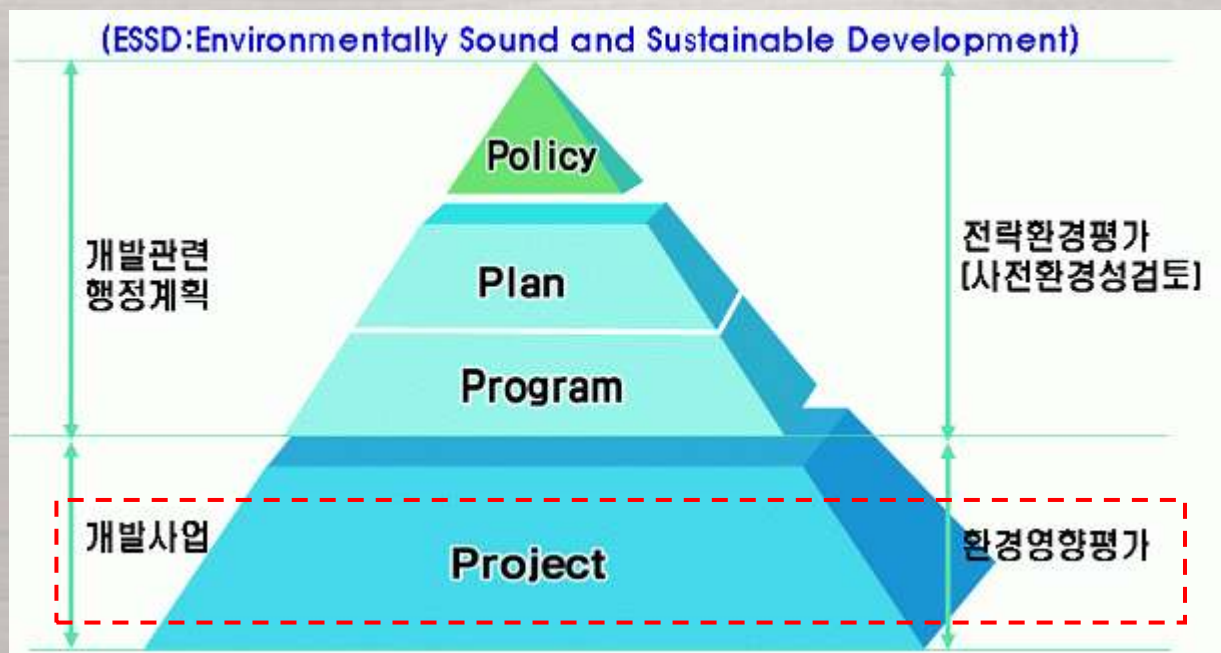 (ESSD:Environmentally Sound and Sustainable Development)
Policy
개발관련
행정계획
Plan
전략환경평가
[사전환경성검토]
Program
개발사업
Project
환경영향평가